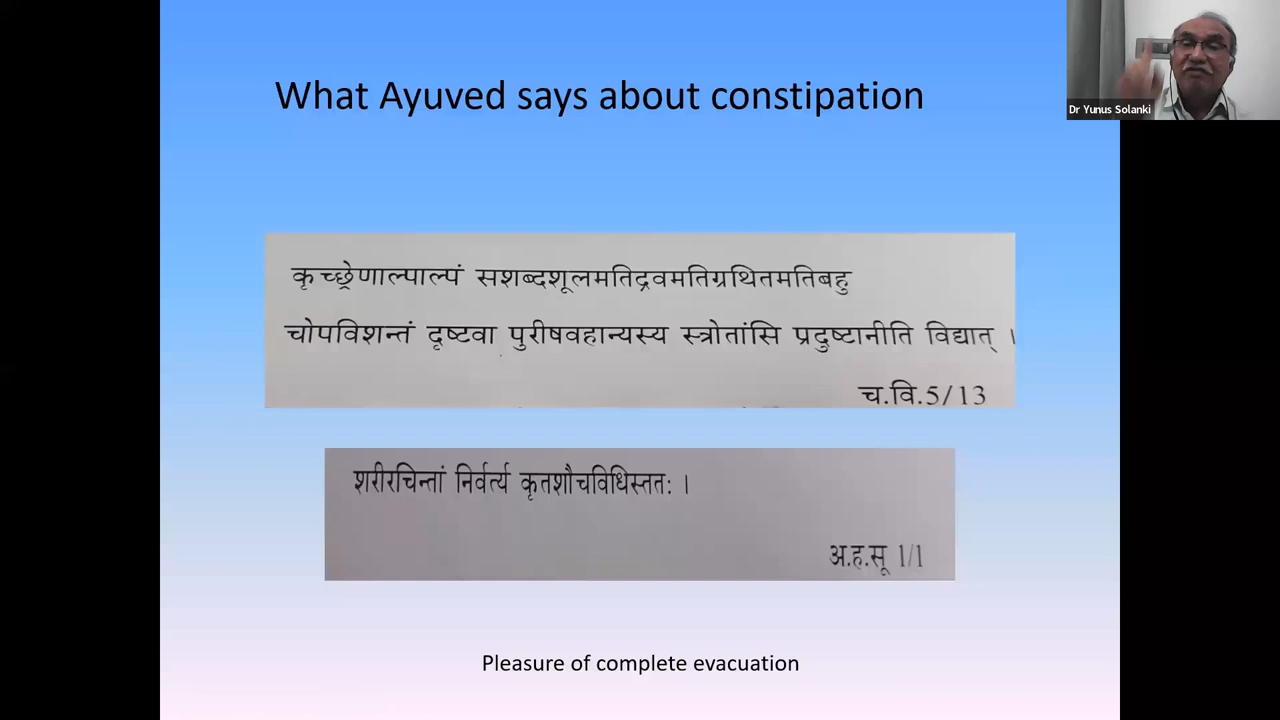 What Ayuved says about constipation
Dr Yunus Solanki
कृच्छ्रेणाल्पाल्पं सशब्दशूलमतिद्रवमतिग्रथितमतिबहु
चोपविशन्तं दृष्टवा पुरीषवहान्यस्य स्त्रोतांसि प्रदुष्टानीति विद्यात् ।
च.वि.5/13
शरीरचिन्तां निर्वर्त्य कृतशौचविधिस्ततः ।
अ.ह.सू 1/1
Pleasure of complete evacuation